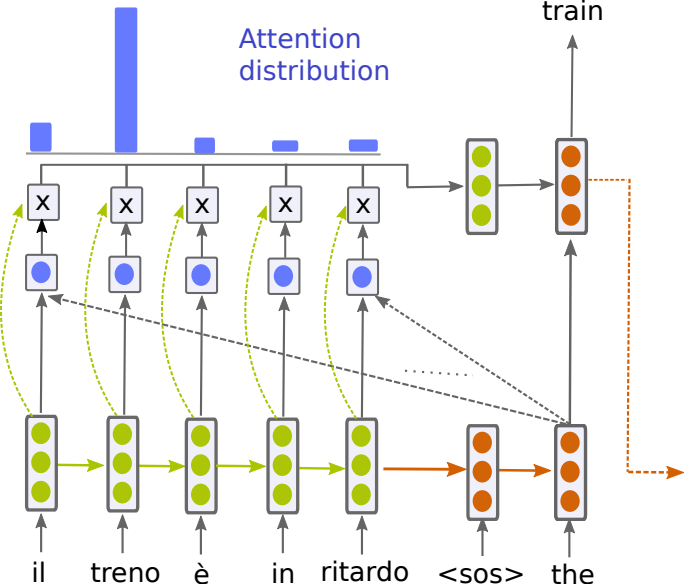 train
Attention
distribution
x x x x x
il treno è in ritardo <sos> the